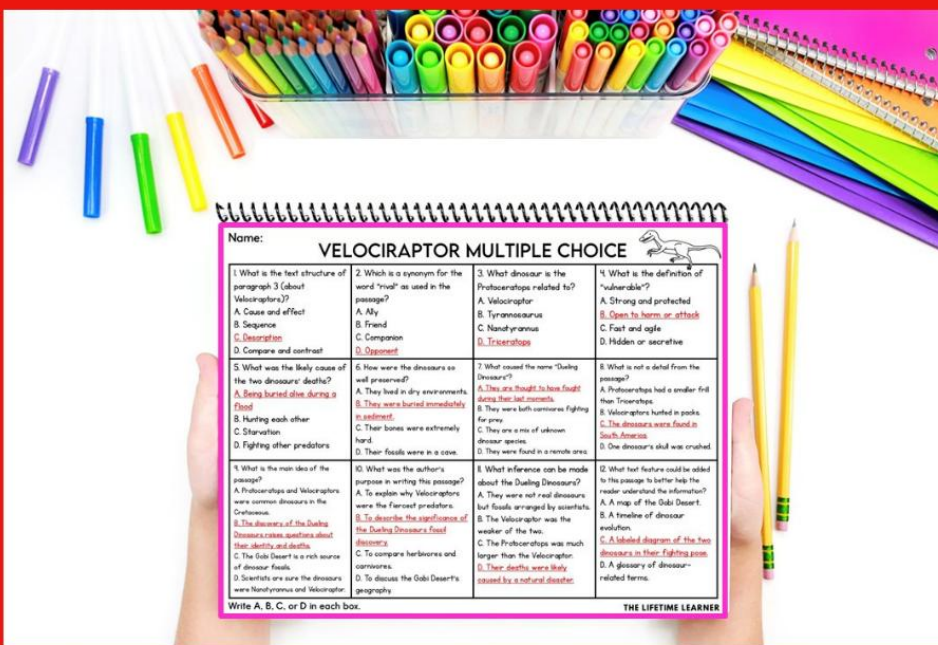 Name:
VELOCIRAPTOR MULTIPLE CHOICE
1. What is the text structure of
paragraph 3 (about
Velociraptors)?
A. Cause and effect
B. Sequence
C. Description
D. Compare and contrast
2. Which is a synonym for the
word "rival" as used in the
passage?
A. Ally
B. Friend
C. Companion
D. Opponent
3. What dinosaur is the
Protoceratops related to?
A. Velociraptor
B. Tyrannosaurus
C. Nanotyrannus
D. Triceratops
4. What is the definition of
"vulnerable"?
A. Strong and protected
B. Open to harm or attack
C. Fast and agile
D. Hidden or secretive
5. What was the likely cause of
the two dinosaurs' deaths?
A. Being buried alive during a
flood
B. Hunting each other
C. Starvation
D. Fighting other predators
6. How were the dinosaurs so
well preserved?
A. They lived in dry environments.
B. They were buried immediately
in sediment.
C. Their bones were extremely
hard.
D. Their fossils were in a cave.
7. What caused the name "Dueling
Dinosaurs"?
A. They are thought to have fought
during their last moments.
B. They were both carnivores fighting
for prey.
C. They are a mix of unknown
dinosaur species.
D. They were found in a remote area.
8. What is not a detail from the
passage?
A. Protoceratops had a smaller frill
than Triceratops.
B. Velociraptors hunted in packs.
C. The dinosaurs were found in
South America.
D. One dinosaur's skull was crushed.
9. What is the main idea of the
passage?
A. Protoceratops and Velociraptors
were common dinosaurs in the
Cretaceous.
B. The discovery of the Dueling
Dinosaurs raises questions about
their identity and deaths.
C. The Gobi Desert is a rich source
of dinosaur fossils.
D. Scientists are sure the dinosaurs
were Nanotyrannus and Velociraptor.
10. What was the author's
purpose in writing this passage?
A. To explain why Velociraptors
were the fiercest predators.
B. To describe the significance of
the Dueling Dinosaurs fossil
discovery.
C. To compare herbivores and
carnivores.
D. To discuss the Gobi Desert's
geography.
11. What inference can be made
about the Dueling Dinosaurs?
A. They were not real dinosaurs
but fossils arranged by scientists.
B. The Velociraptor was the
weaker of the two.
C. The Protoceratops was much
larger than the Velociraptor.
D. Their deaths were likely
caused by a natural disaster.
12. What text feature could be added
to this passage to better help the
reader understand the information?
A. A map of the Gobi Desert.
B. A timeline of dinosaur
evolution.
C. A labeled diagram of the two
dinosaurs in their fighting pose.
D. A glossary of dinosaur-
related terms.
Write A, B, C, or D in each box.
THE LIFETIME LEARNER